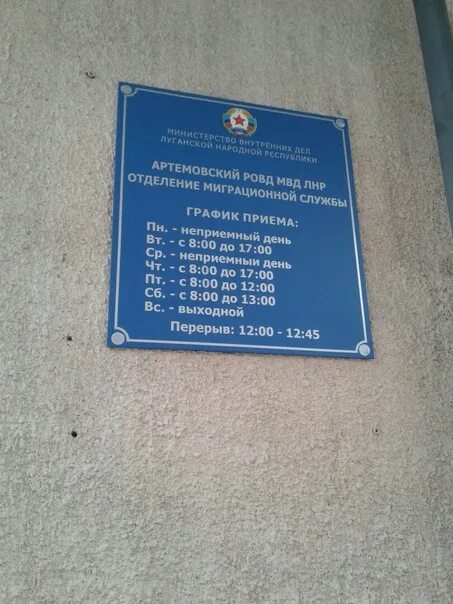 МИНИСТЕРСТВО ВНУТРЕННИХ ДЕЛ
ЛУГАНСКОЙ НАРОДНОЙ РЕСПУБЛИКИ
АРТЕМОВСКИЙ РОВД МВД ЛНР
ОТДЕЛЕНИЕ МИГРАЦИОННОЙ СЛУЖБЫ
ГРАФИК ПРИЕМА:
Пн. - неприемный день
Вт. - с 8:00 до 17:00
Ср. - неприемный день
Чт. - с 8:00 до 17:00
Пт. - с 8:00 до 12:00
Сб. - с 8:00 до 13:00
Вс. - выходной
Перерыв: 12:00 - 12:45